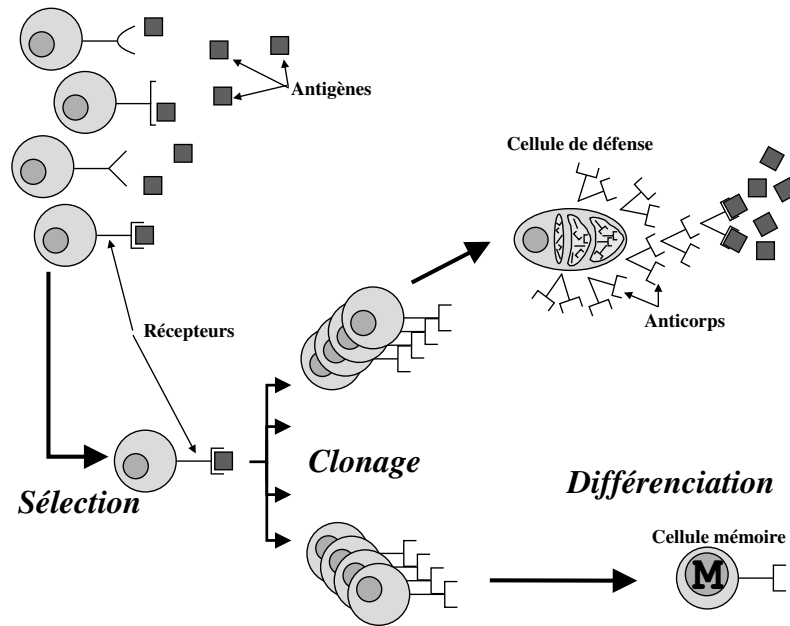 Antigènes
Cellule de défense
Récepteurs
Anticorps
Clonage
Sélection
Différenciation
Cellule mémoire
M